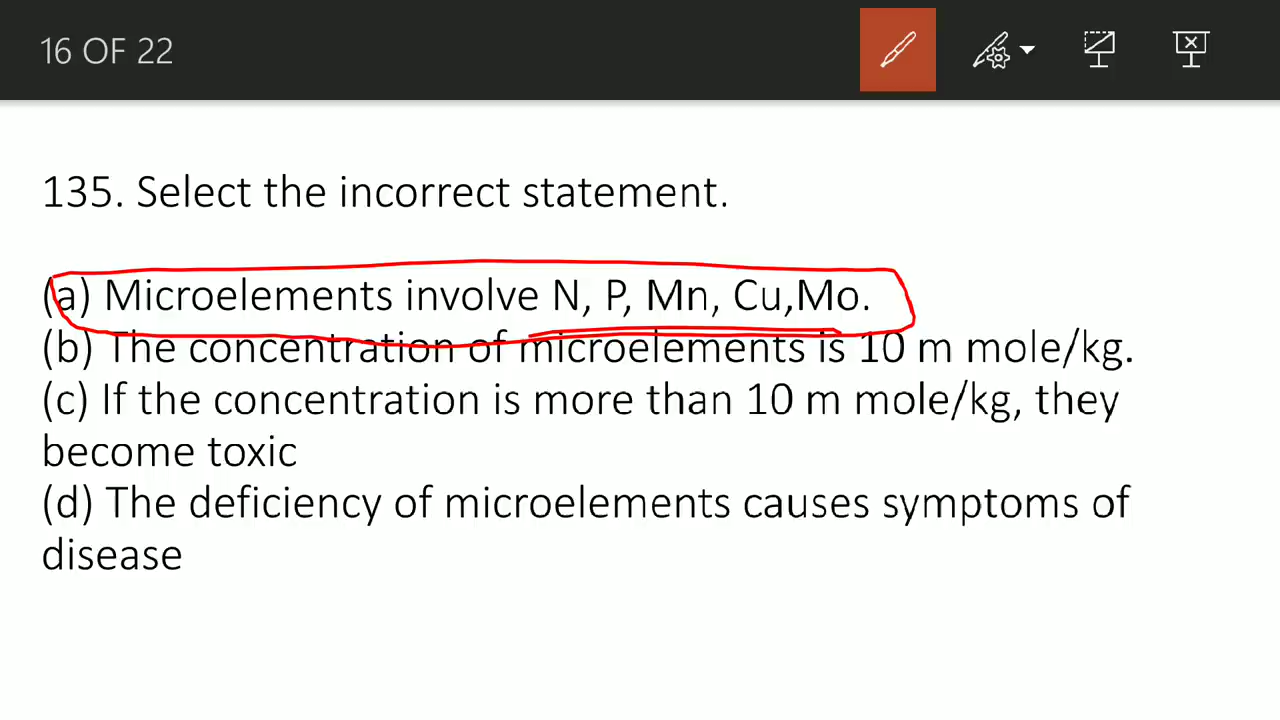 16 OF 22
135. Select the incorrect statement.
(a) Microelements involve N, P, Mn, Cu,Mo.
(b) The concentration of microelements is 10 m mole/kg.
(c) If the concentration is more than 10 m mole/kg, they
become toxic
(d) The deficiency of microelements causes symptoms of
disease